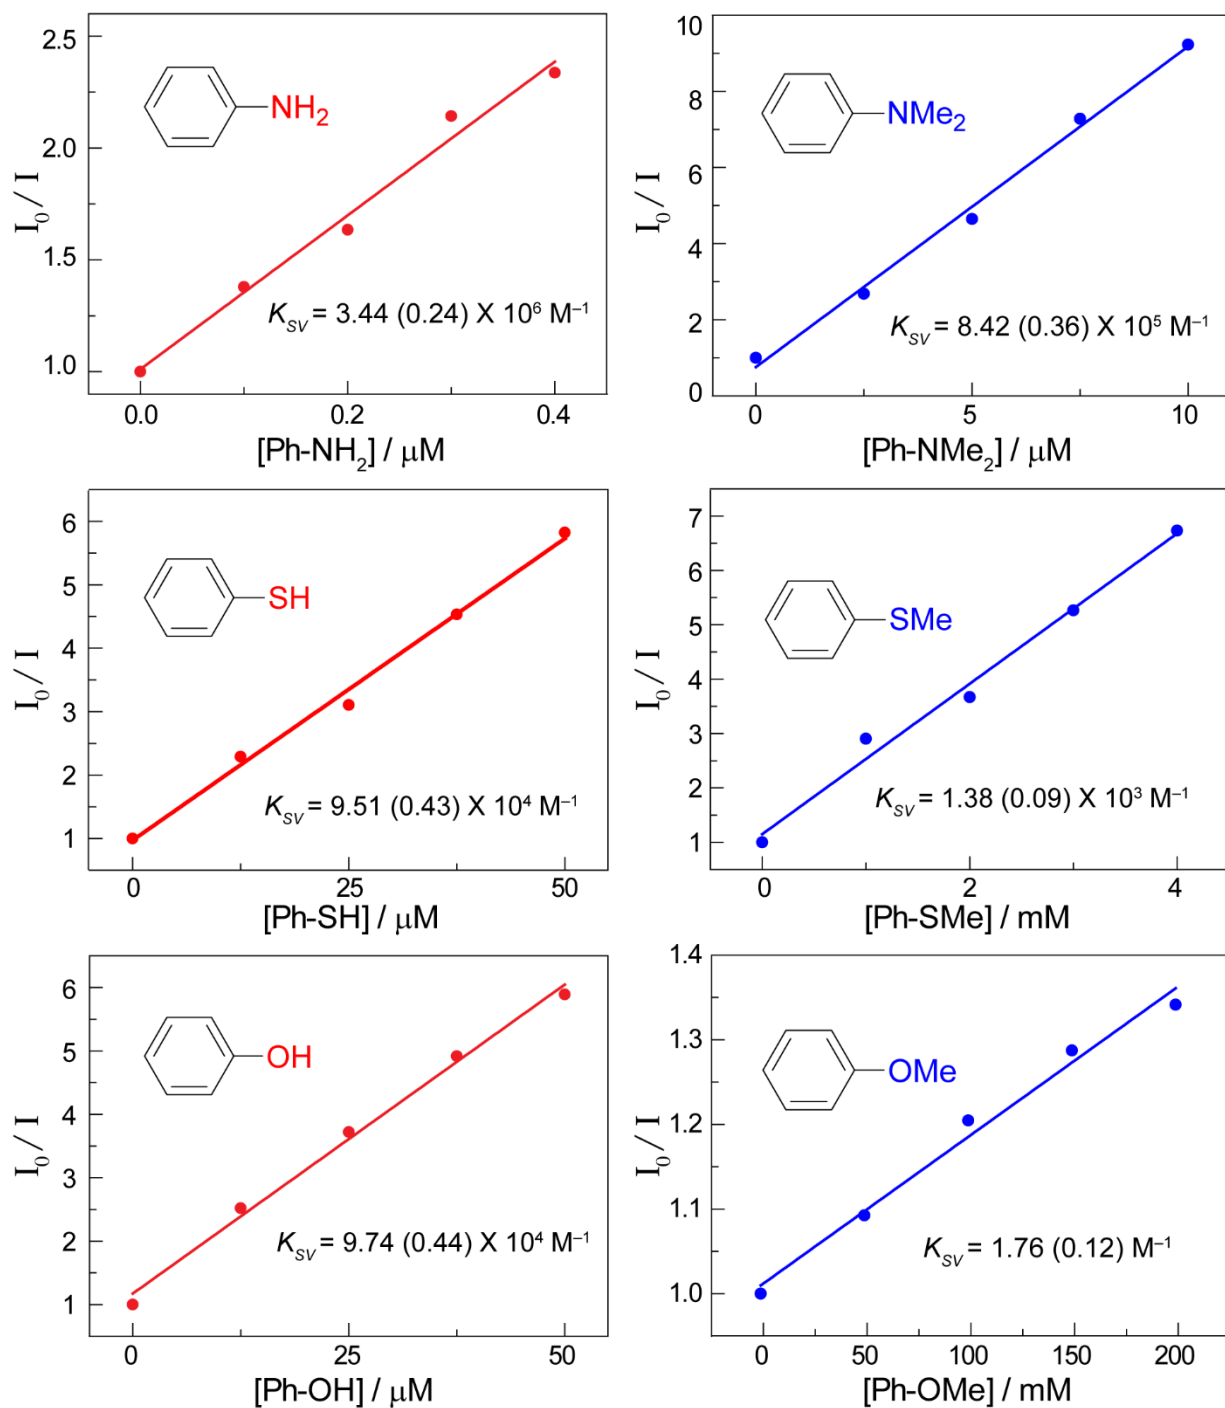 2.5
2.0
1.5
1.0
I₀ / I
NH₂
K_SV = 3.44 (0.24) X 10⁶ M⁻¹
0.0 0.2 0.4
[Ph-NH₂] / μM
10
8
6
4
2
0
I₀ / I
NMe₂
K_SV = 8.42 (0.36) X 10⁵ M⁻¹
0 5 10
[Ph-NMe₂] / μM
6
5
4
3
2
1
I₀ / I
SH
K_SV = 9.51 (0.43) X 10⁴ M⁻¹
0 25 50
[Ph-SH] / μM
7
6
5
4
3
2
1
I₀ / I
SMe
K_SV = 1.38 (0.09) X 10³ M⁻¹
0 2 4
[Ph-SMe] / mM
6
5
4
3
2
1
I₀ / I
OH
K_SV = 9.74 (0.44) X 10⁴ M⁻¹
0 25 50
[Ph-OH] / μM
1.4
1.3
1.2
1.1
1.0
I₀ / I
OMe
K_SV = 1.76 (0.12) M⁻¹
0 50 100 150 200
[Ph-OMe] / mM